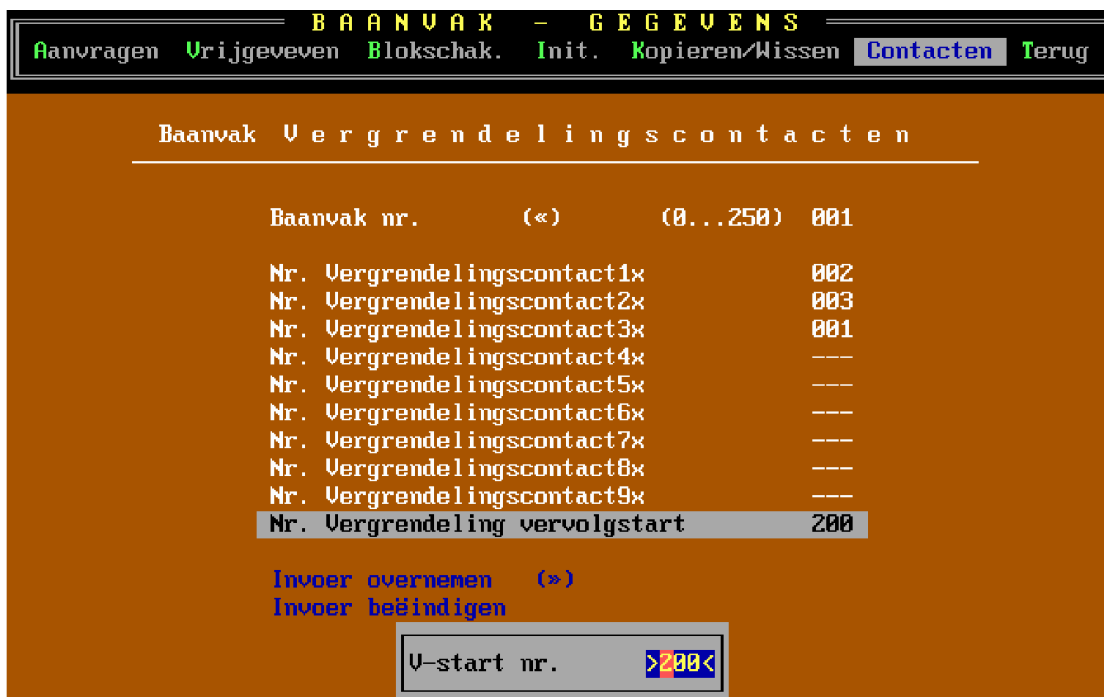 B A A N V A K – G E G E V E N S
Aanvragen Vrijgeveven Blokschak. Init. Kopieren/Wissen Contacten Terug
Baanvak V e r g r e n d e l i n g s c o n t a c t e n
Baanvak nr. («) (0...250) 001
Nr. Vergrendelingscontact1x 002
Nr. Vergrendelingscontact2x 003
Nr. Vergrendelingscontact3x 001
Nr. Vergrendelingscontact4x ---
Nr. Vergrendelingscontact5x ---
Nr. Vergrendelingscontact6x ---
Nr. Vergrendelingscontact7x ---
Nr. Vergrendelingscontact8x ---
Nr. Vergrendelingscontact9x ---
Nr. Vergrendeling vervolgstart 200
Invoer overnemen (»)
Invoer beëindigen
V-start nr. >200<